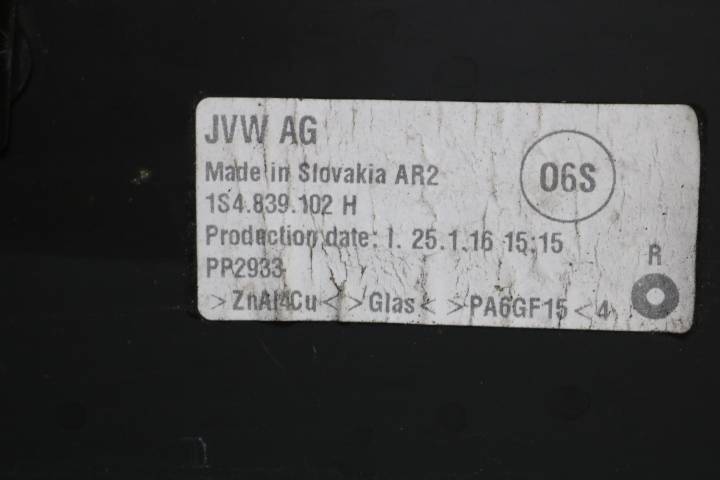 JVW AG
Made in Slovakia AR2
06S
1S4.839.102 H
Production date: I. 25.1.16 15:15
PP2933
R
>ZnAl4Cu< >Glas< >PA6GF15< 4